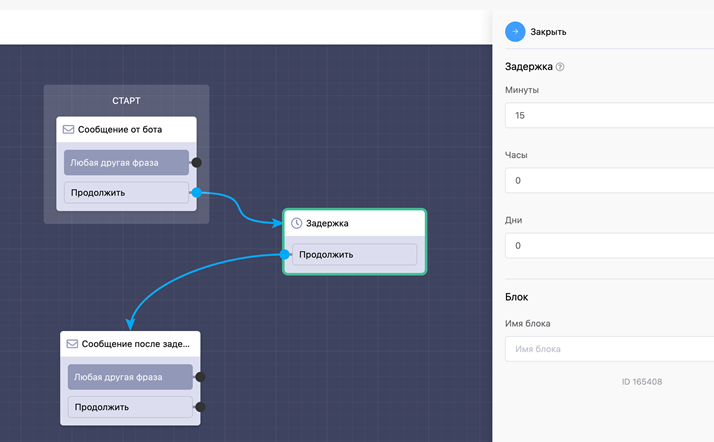 СТАРТ
Сообщение от бота
Любая другая фраза
Продолжить
Задержка
Продолжить
Сообщение после заде...
Любая другая фраза
Продолжить
Закрыть
Задержка
Минуты
15
Часы
0
Дни
0
Блок
Имя блока
Имя блока
ID 165408